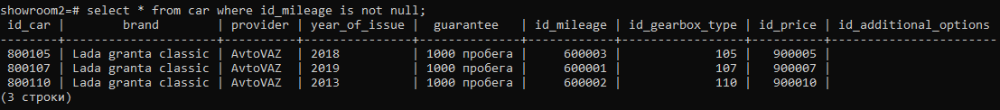 showroom2=# select * from car where id_mileage is not null;
 id_car |        brand        | provider | year_of_issue |   guarantee   | id_mileage | id_gearbox_type | id_price | id_additional_options
--------+---------------------+----------+---------------+---------------+------------+-----------------+----------+-----------------------
 800105 | Lada granta classic | AvtoVAZ  | 2018          | 1000 пробега  |     600003 |             105 |   900005 |
 800107 | Lada granta classic | AvtoVAZ  | 2019          | 1000 пробега  |     600001 |             107 |   900007 |
 800110 | Lada granta classic | AvtoVAZ  | 2013          | 1000 пробега  |     600002 |             110 |   900010 |
(3 строки)